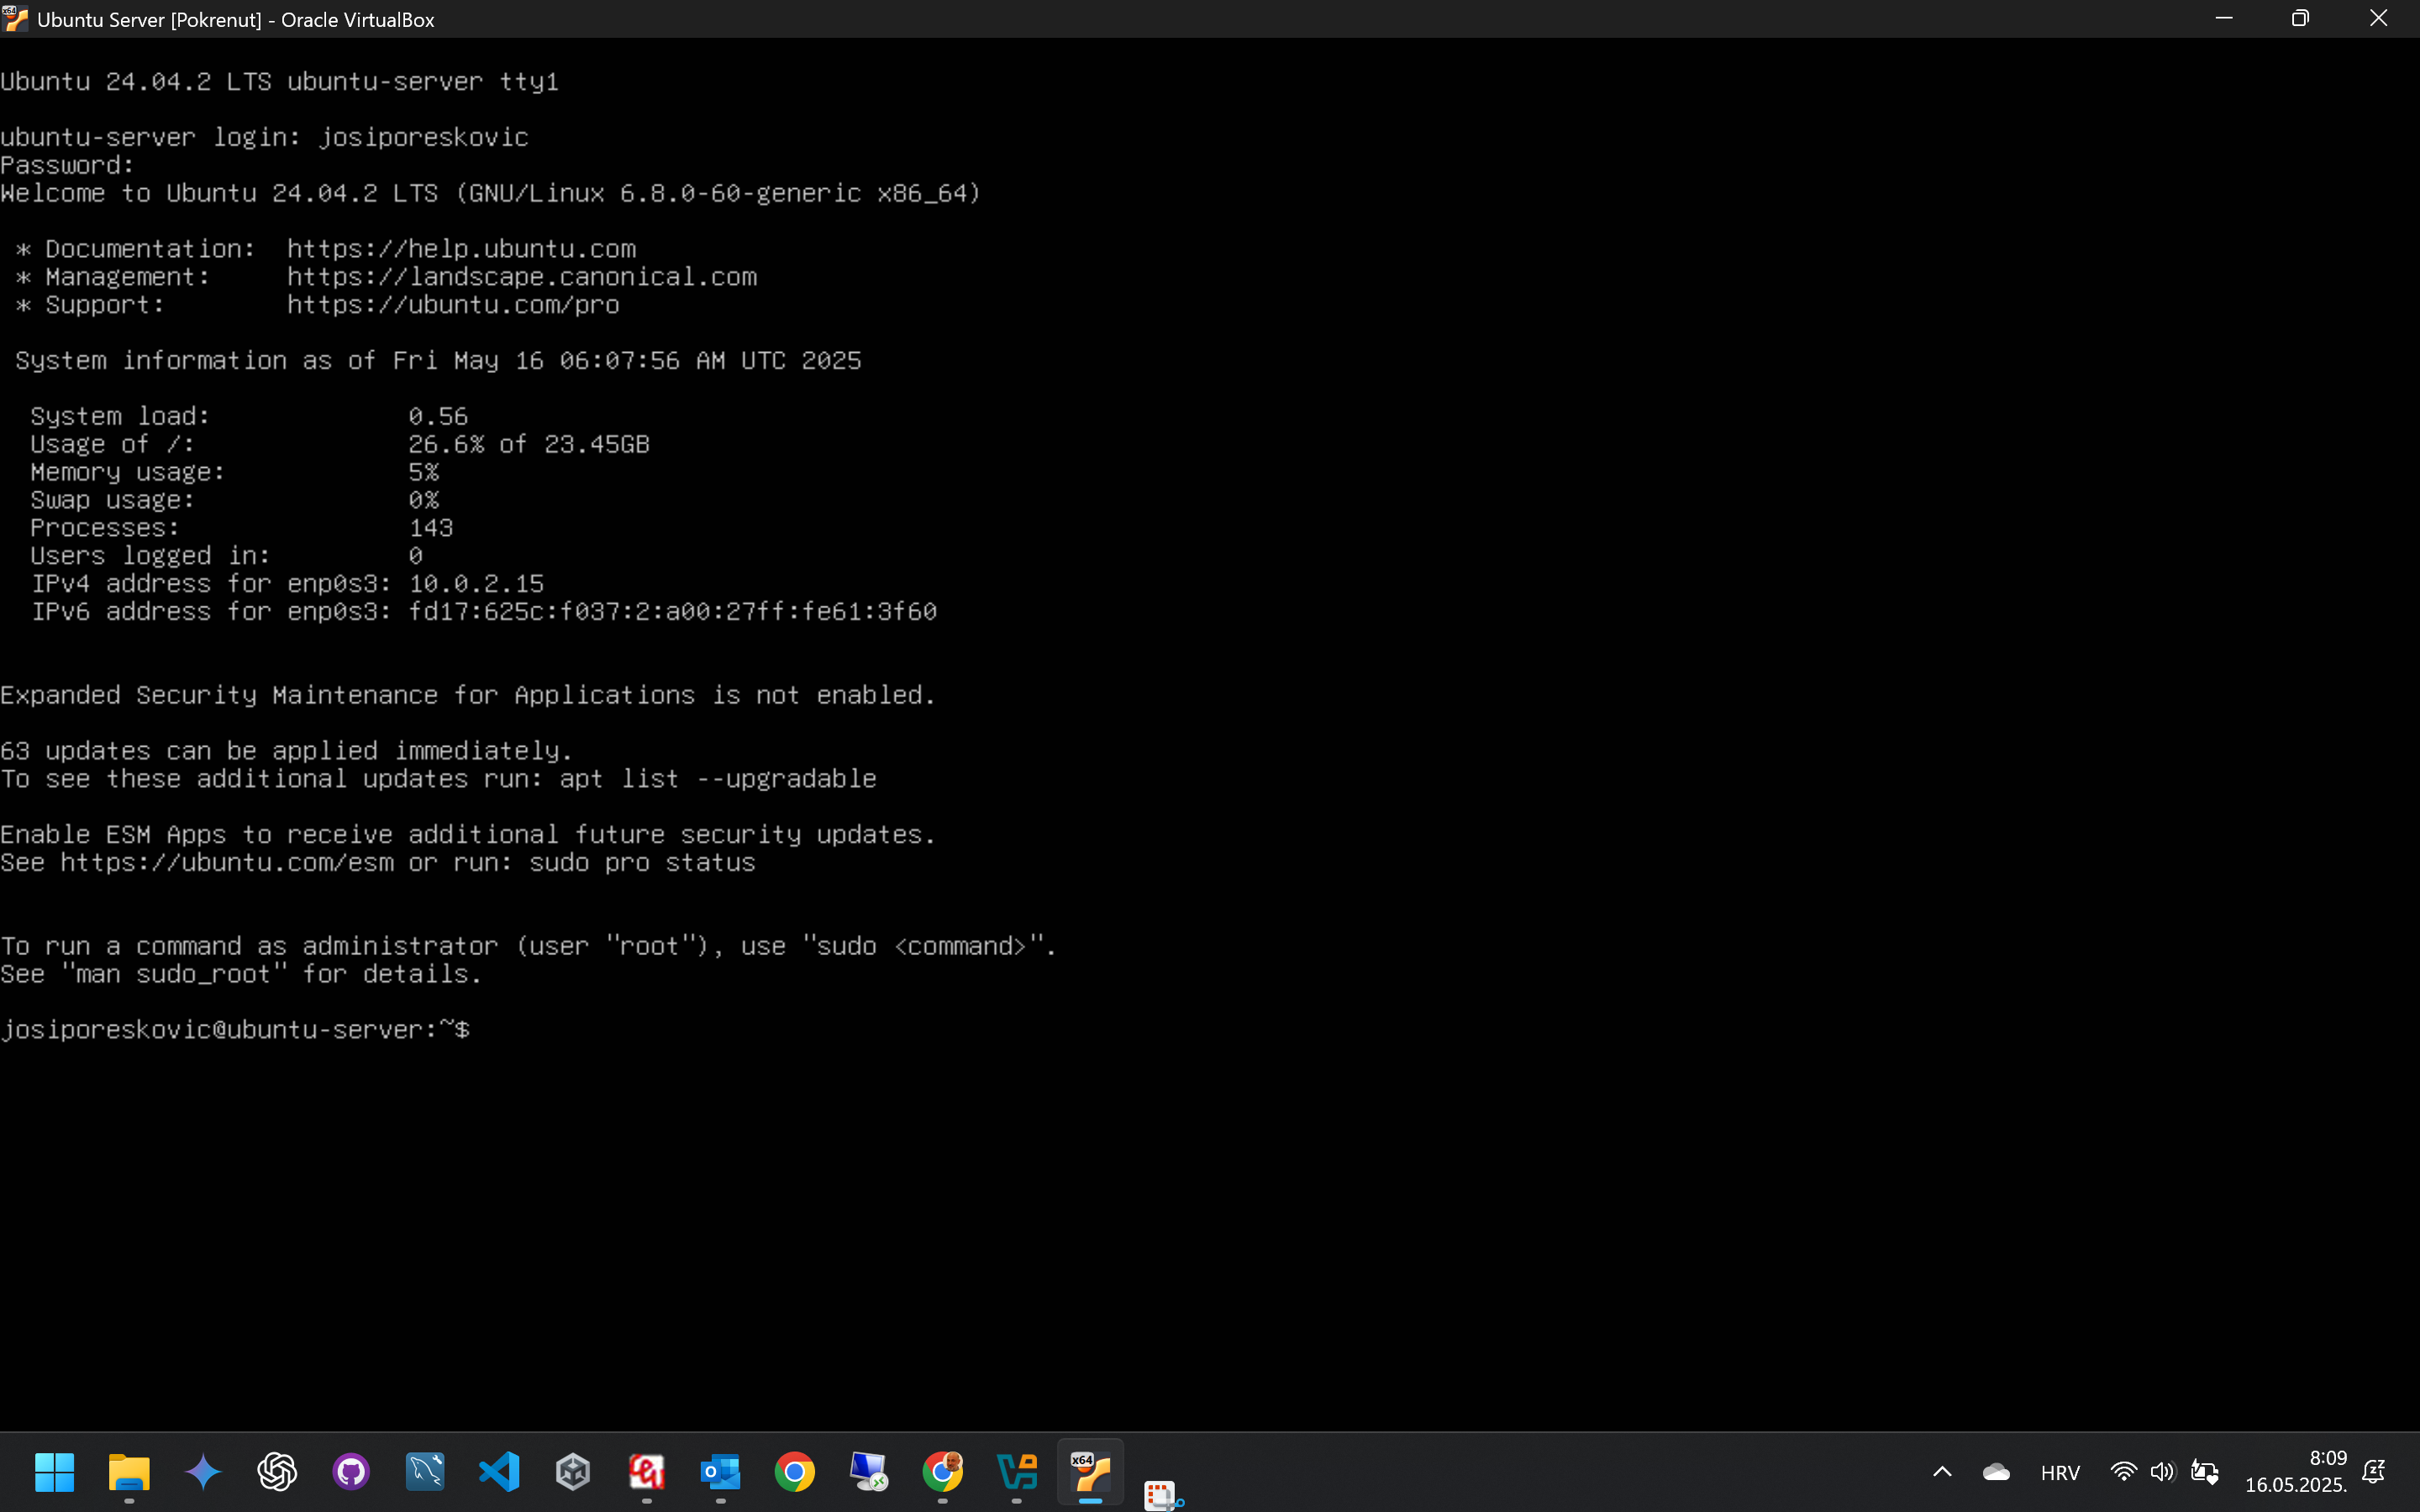 Ubuntu Server [Pokrenut] - Oracle VirtualBox
Ubuntu 24.04.2 LTS ubuntu-server tty1
ubuntu-server login: josiporeskovic
Password:
Welcome to Ubuntu 24.04.2 LTS (GNU/Linux 6.8.0-60-generic x86_64)
* Documentation:  https://help.ubuntu.com
* Management:     https://landscape.canonical.com
* Support:        https://ubuntu.com/pro
System information as of Fri May 16 06:07:56 AM UTC 2025
System load:             0.56
Usage of /:              26.6% of 23.45GB
Memory usage:            5%
Swap usage:              0%
Processes:               143
Users logged in:         0
IPv4 address for enp0s3: 10.0.2.15
IPv6 address for enp0s3: fd17:625c:f037:2:a00:27ff:fe61:3f60
Expanded Security Maintenance for Applications is not enabled.
63 updates can be applied immediately.
To see these additional updates run: apt list --upgradable
Enable ESM Apps to receive additional future security updates.
See https://ubuntu.com/esm or run: sudo pro status
To run a command as administrator (user "root"), use "sudo <command>".
See "man sudo_root" for details.
josiporeskovic@ubuntu-server:~$
x64
HRV
8:09
16.05.2025.